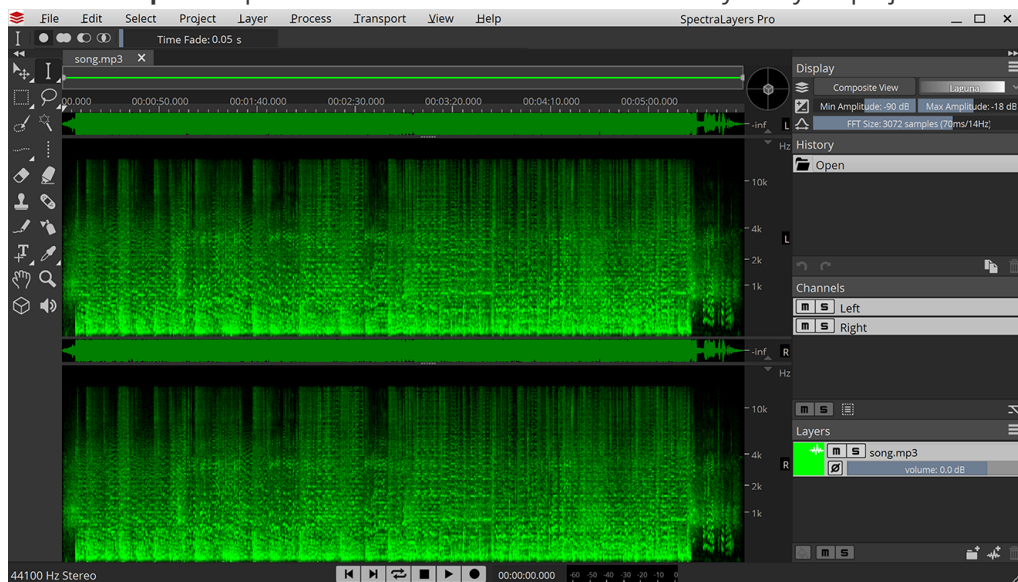 File Edit Select Project Layer Process Transport View Help SpectraLayers Pro
Time Fade: 0.05 s
song.mp3
00.000 00:00:50.000 00:01:40.000 00:02:30.000 00:03:20.000 00:04:10.000 00:05:00.000
-inf L
Hz
10k
4k
L
2k
1k
-inf R
Hz
10k
4k
R
2k
1k
Display
Composite View Laguna
Min Amplitude: -90 dB Max Amplitude: -18 dB
FFT Size: 3072 samples (70ms/14Hz)
History
Open
Channels
m S Left
m S Right
m S
Layers
m S song.mp3
volume: 0.0 dB
m S
44100 Hz Stereo 00:00:00.000 -60 -50 -40 -30 -20 -10 0